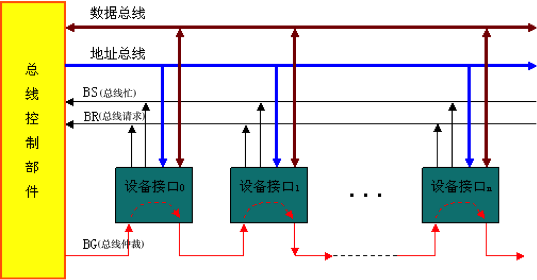 数据总线
地址总线
总线控制部件
BS(总线忙)
BR(总线请求)
设备接口0
设备接口1
...
设备接口n
BG(总线仲裁)